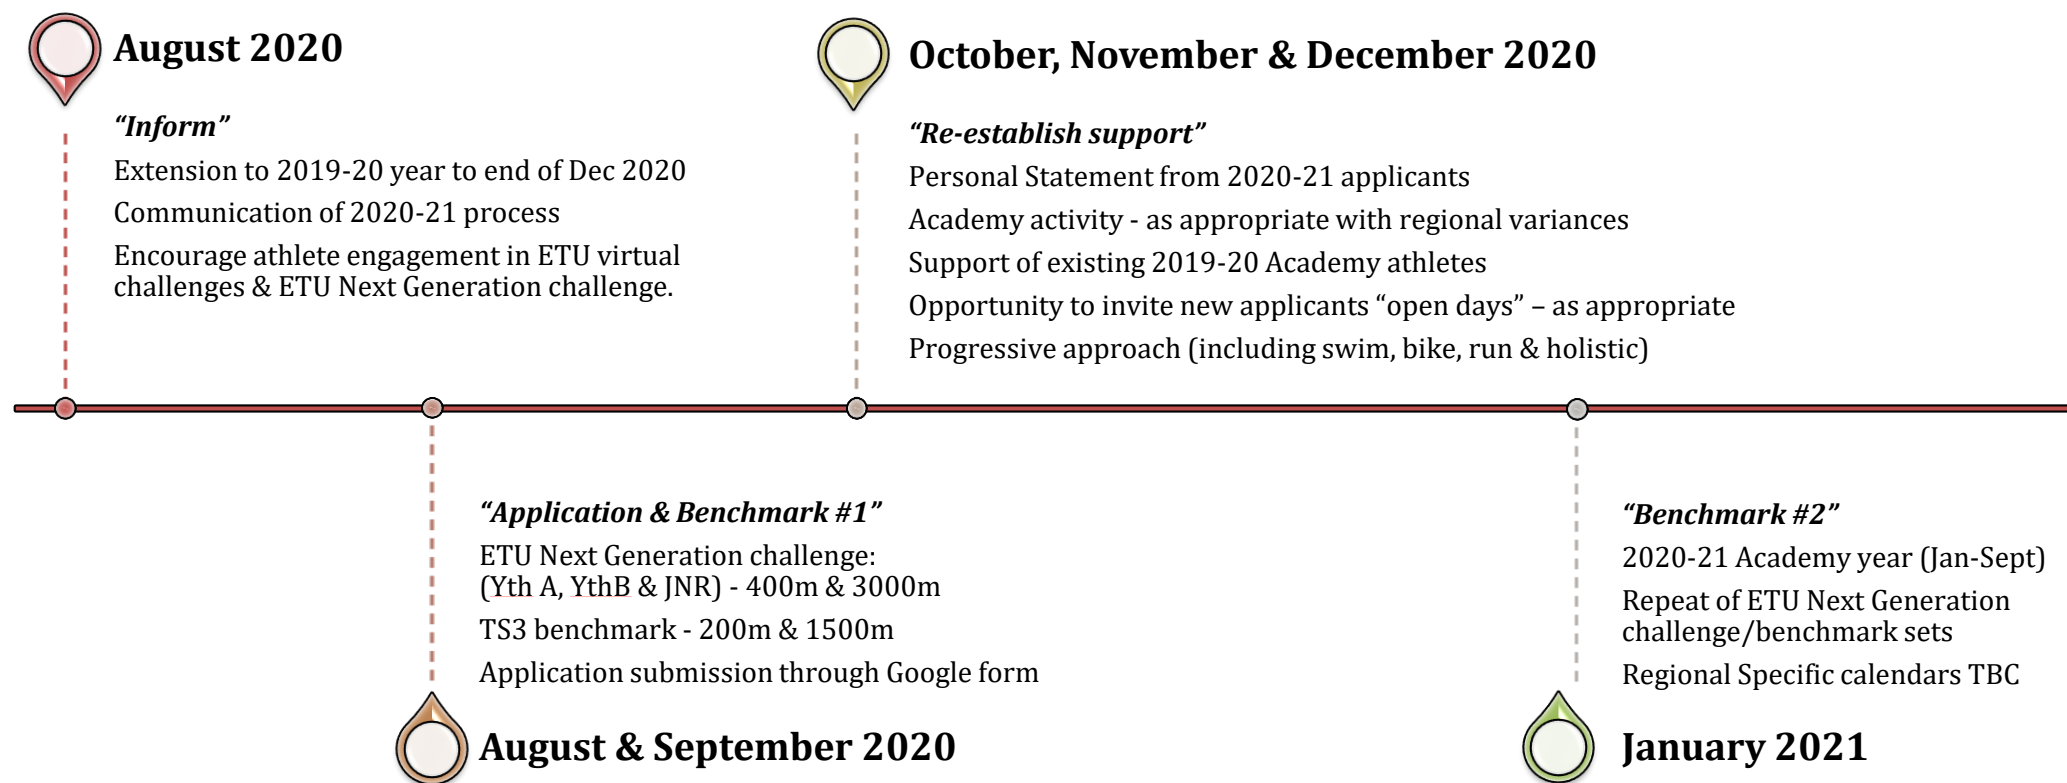 August 2020
“Inform”
Extension to 2019-20 year to end of Dec 2020
Communication of 2020-21 process
Encourage athlete engagement in ETU virtual
challenges & ETU Next Generation challenge.
“Application & Benchmark #1”
ETU Next Generation challenge:
(Yth A, YthB & JNR) - 400m & 3000m
TS3 benchmark - 200m & 1500m
Application submission through Google form
August & September 2020
October, November & December 2020
“Re-establish support”
Personal Statement from 2020-21 applicants
Academy activity - as appropriate with regional variances
Support of existing 2019-20 Academy athletes
Opportunity to invite new applicants “open days” – as appropriate
Progressive approach (including swim, bike, run & holistic)
“Benchmark #2”
2020-21 Academy year (Jan-Sept)
Repeat of ETU Next Generation
challenge/benchmark sets
Regional Specific calendars TBC
January 2021